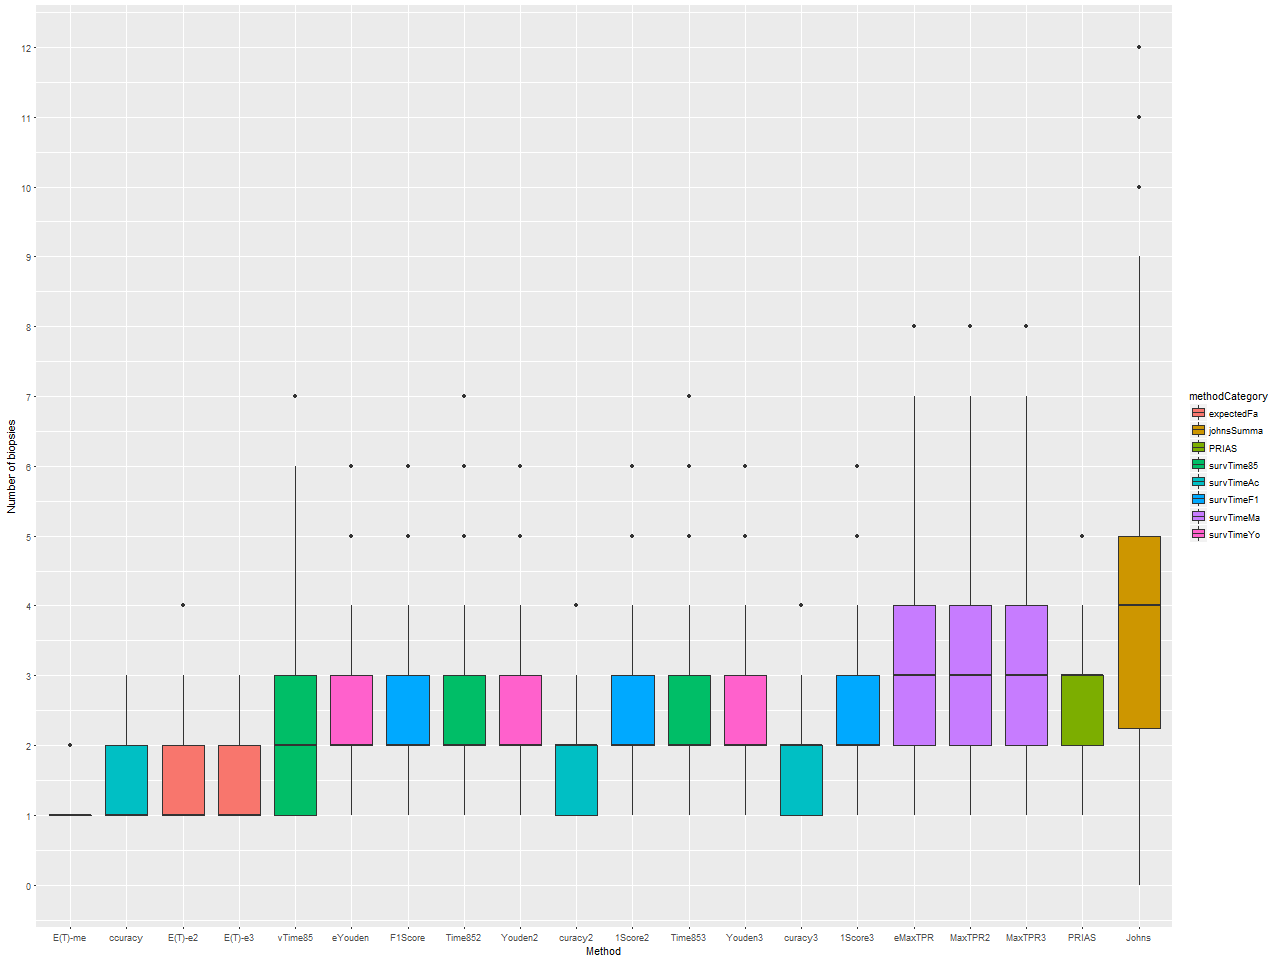 12
11
10
9
8
7
6
5
4
3
2
1
0
Number of biopsies
E(T)-me ccuracy E(T)-e2 E(T)-e3 vTime85 eYouden F1Score Time852 Youden2 curacy2 1Score2 Time853 Youden3 curacy3 1Score3 eMaxTPR MaxTPR2 MaxTPR3 PRIAS Johns
Method
methodCategory
expectedFa
johnsSumma
PRIAS
survTime85
survTimeAc
survTimeF1
survTimeMa
survTimeYo